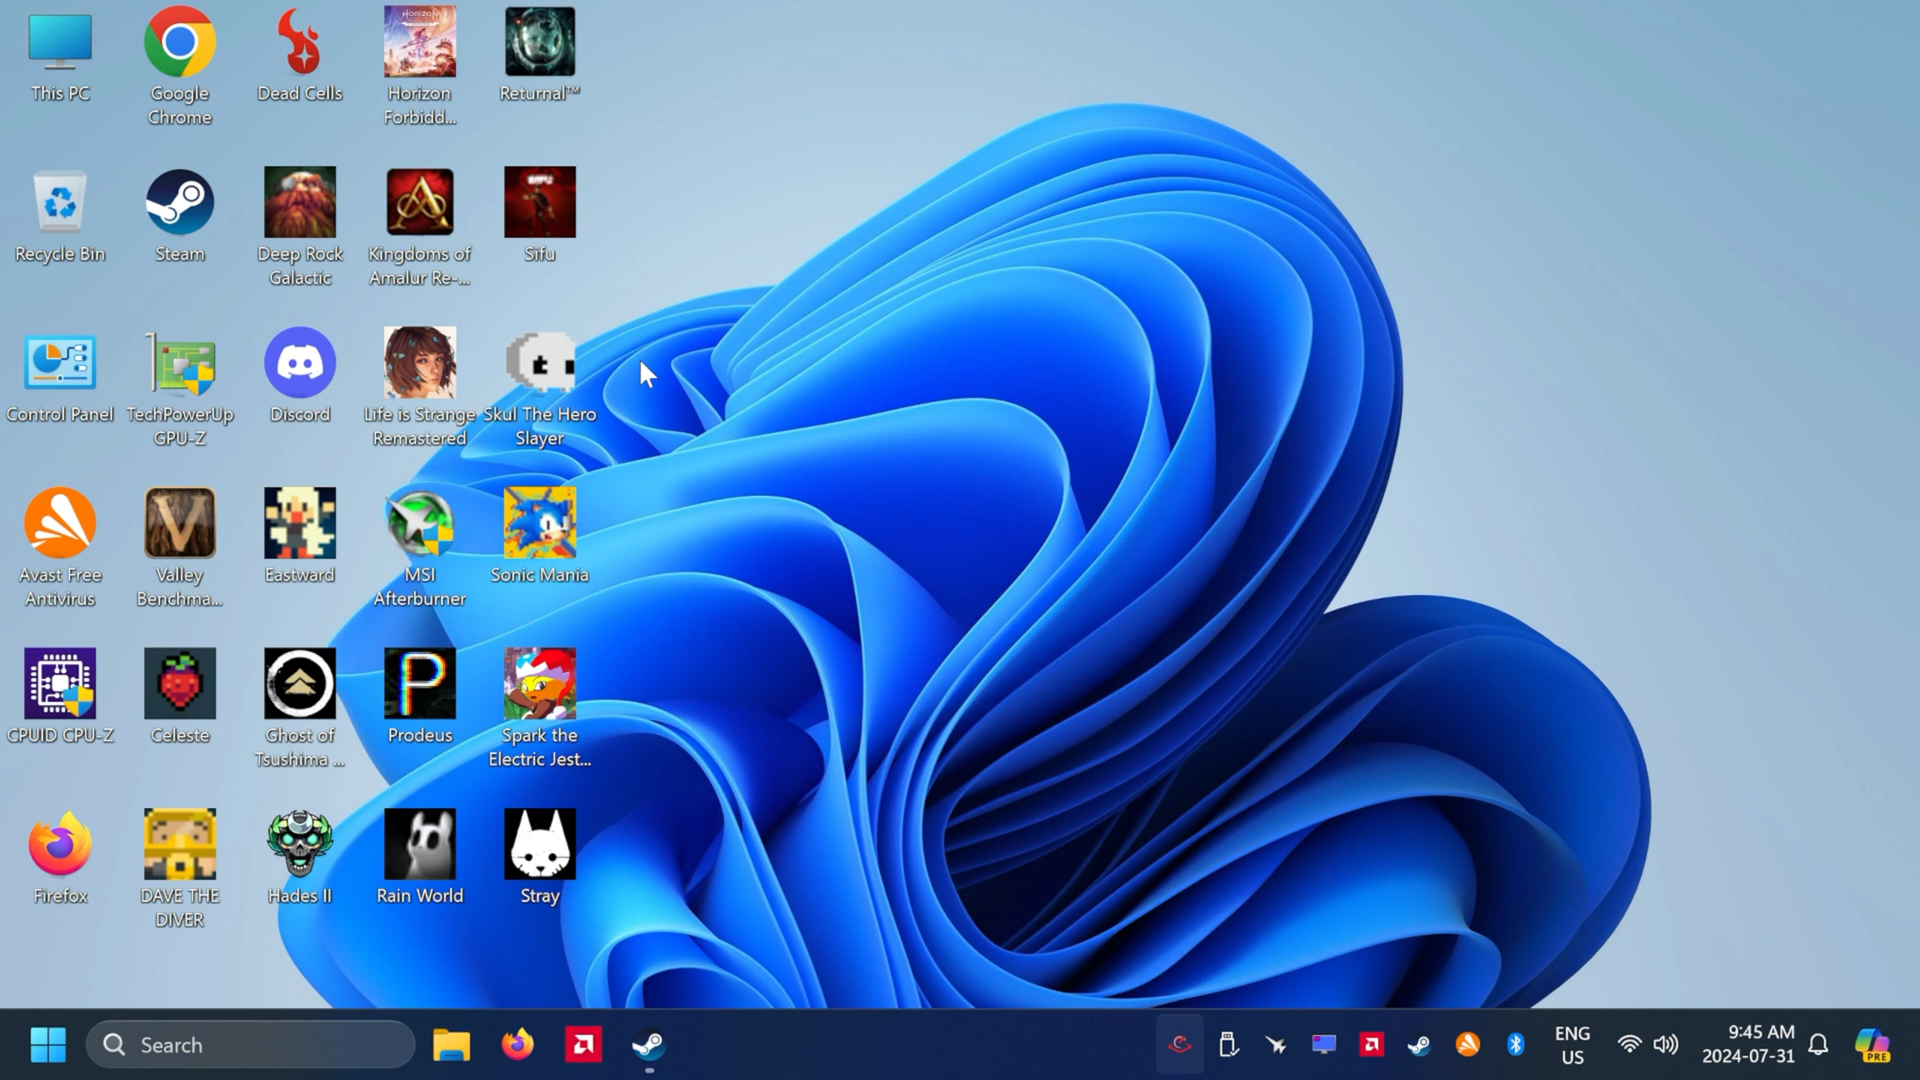 This PC
Google
Chrome
Dead Cells
Horizon
Forbidd...
Returnal™
Recycle Bin
Steam
Deep Rock
Galactic
Kingdoms of
Amalur Re-...
Sifu
Control Panel
TechPowerUp
GPU-Z
Discord
Life is Strange
Remastered
Skul The Hero
Slayer
Avast Free
Antivirus
Valley
Benchma...
Eastward
MSI
Afterburner
Sonic Mania
CPUID CPU-Z
Celeste
Ghost of
Tsushima ...
Prodeus
Spark the
Electric Jest...
Firefox
DAVE THE
DIVER
Hades II
Rain World
Stray
Search
ENG
US
9:45 AM
2024-07-31
PRE
HORIZON
SIFU
V
P